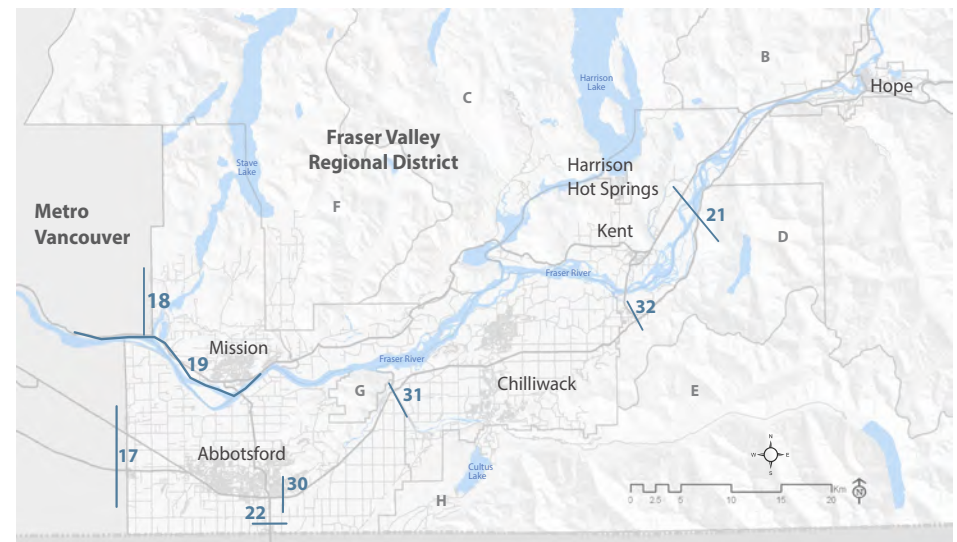 B
Hope
Harrison
Lake
C
Fraser Valley
Regional District
Stave
Lake
Harrison
Hot Springs
F
Metro
Vancouver
21
Kent
D
Fraser River
18
32
Mission
19
Fraser River
Chilliwack
G
31
E
17
Abbotsford
N
W
E
S
Cultus
Lake
30
H
22
Km
N
0
2.5
5
10
15
20